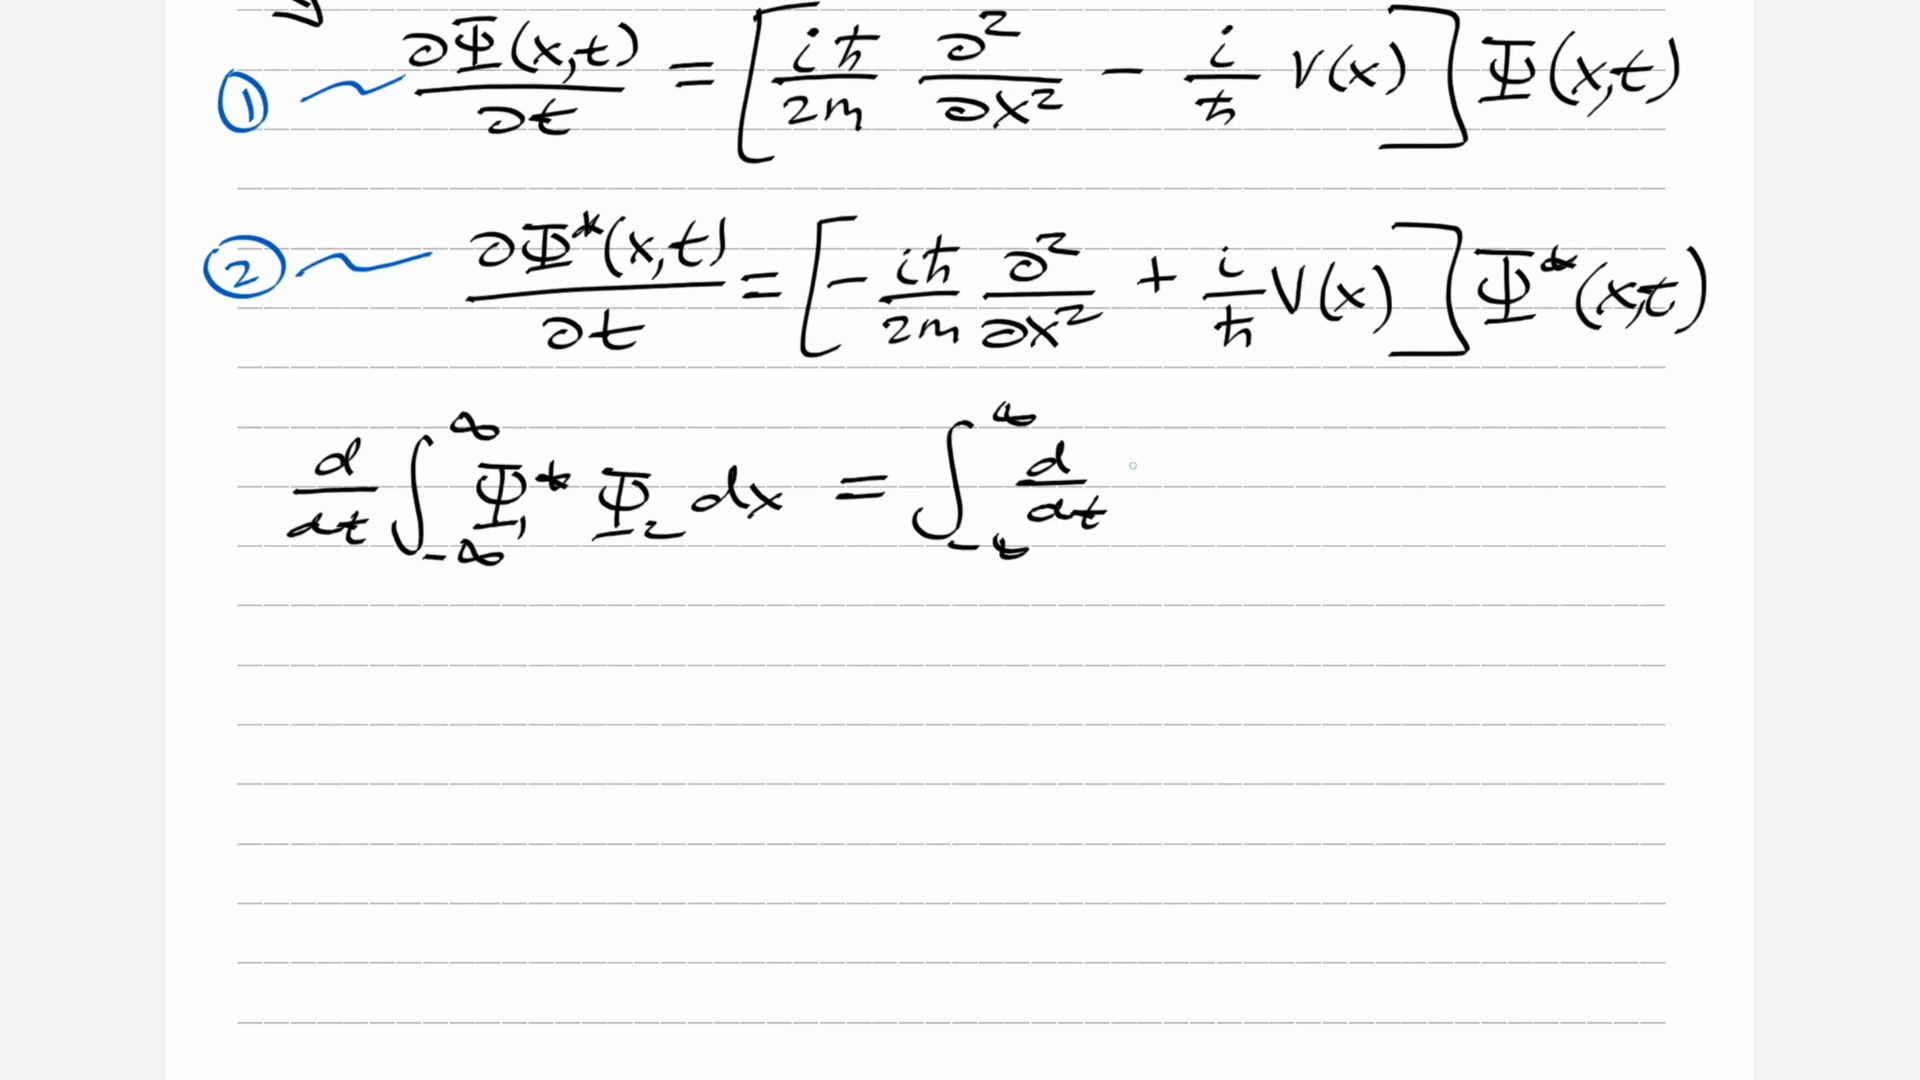 ① ~ ∂Ψ(x,t)/∂t = [iħ/2m ∂²/∂x² − i/ħ V(x)] Ψ(x,t)
② ~ ∂Ψ*(x,t)/∂t = [−iħ/2m ∂²/∂x² + i/ħ V(x)] Ψ*(x,t)
d/dt ∫_{-∞}^{∞} Ψ₁* Ψ₂ dx = ∫_{-∞}^{∞} d/dt